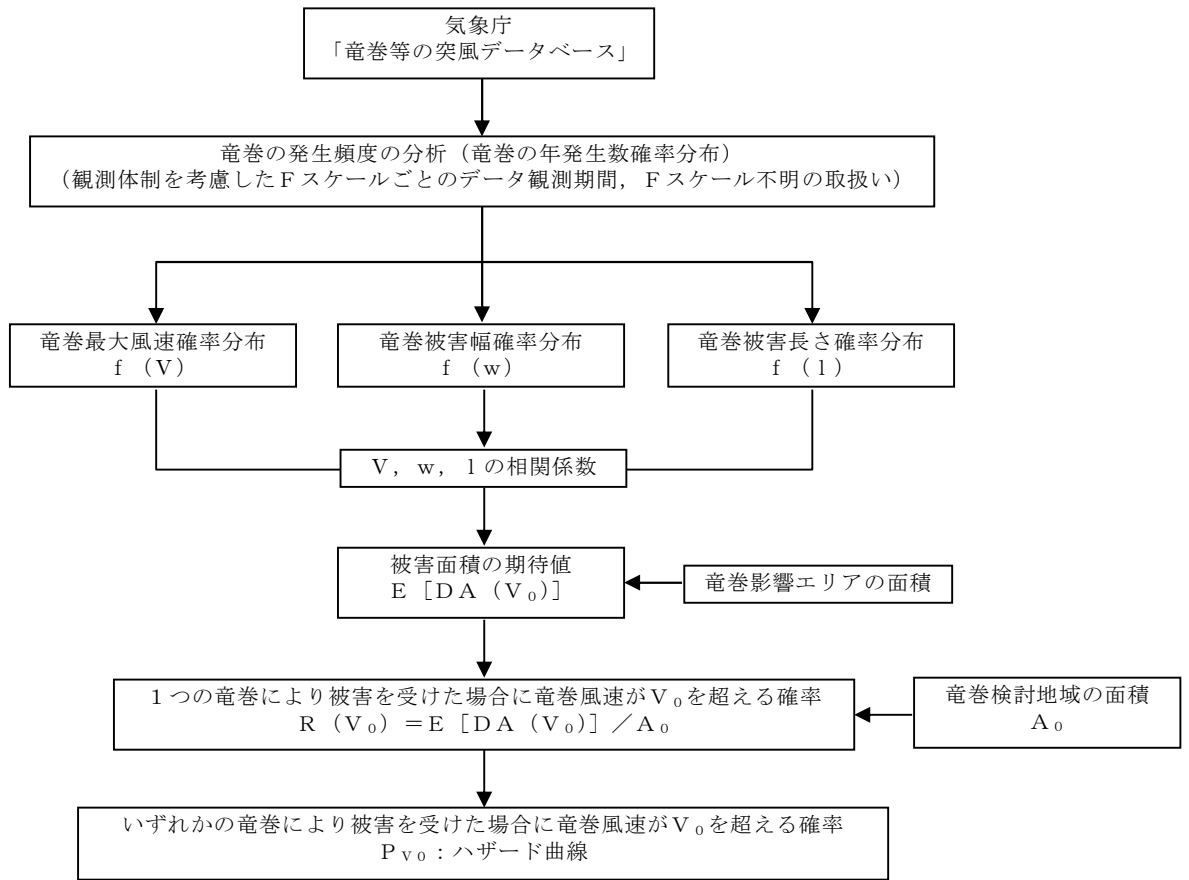 気象庁
「竜巻等の突風データベース」
竜巻の発生頻度の分析（竜巻の年発生数確率分布）
（観測体制を考慮したＦスケールごとのデータ観測期間，Ｆスケール不明の取扱い）
竜巻最大風速確率分布
ｆ（Ｖ）
竜巻被害幅確率分布
ｆ（ｗ）
竜巻被害長さ確率分布
ｆ（ｌ）
Ｖ，ｗ，ｌの相関係数
被害面積の期待値
Ｅ［ＤＡ（Ｖ₀）］
竜巻影響エリアの面積
１つの竜巻により被害を受けた場合に竜巻風速がＶ₀を超える確率
Ｒ（Ｖ₀）＝Ｅ［ＤＡ（Ｖ₀）］／Ａ₀
竜巻検討地域の面積
Ａ₀
いずれかの竜巻により被害を受けた場合に竜巻風速がＶ₀を超える確率
Ｐᵥ₀：ハザード曲線